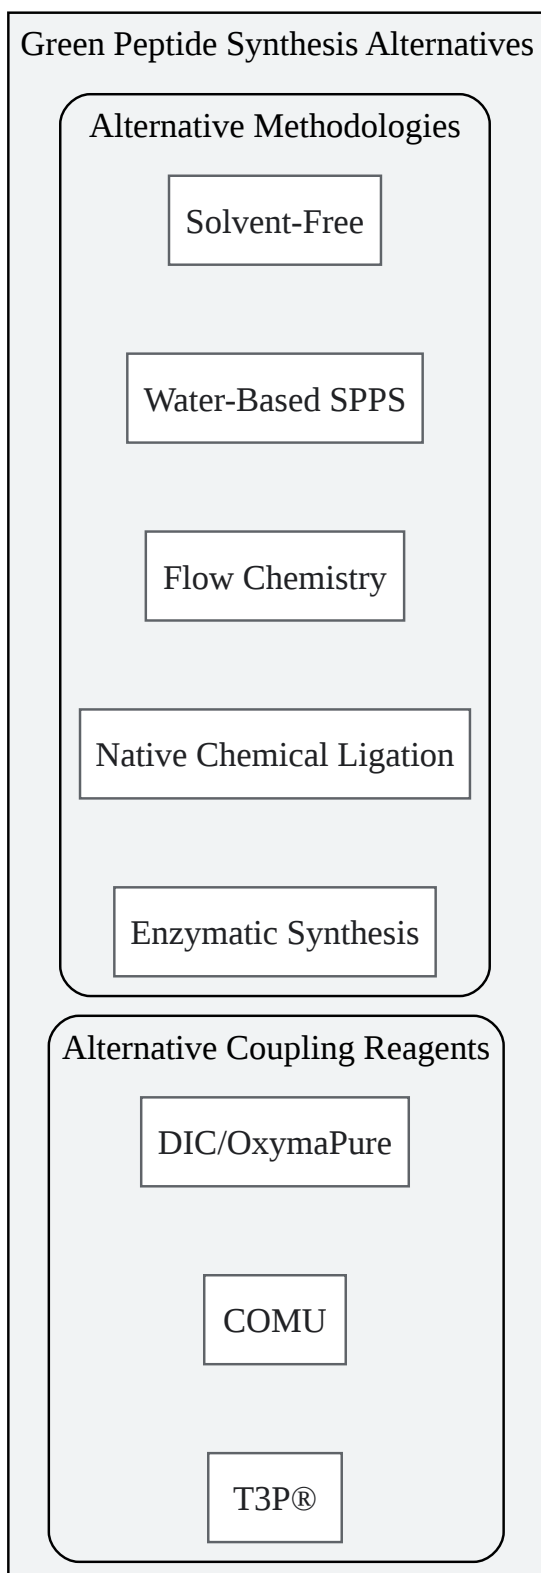 Green Peptide Synthesis Alternatives
Alternative Methodologies
Solvent-Free
Water-Based SPPS
Flow Chemistry
Native Chemical Ligation
Enzymatic Synthesis
Alternative Coupling Reagents
DIC/OxymaPure
COMU
T3P®